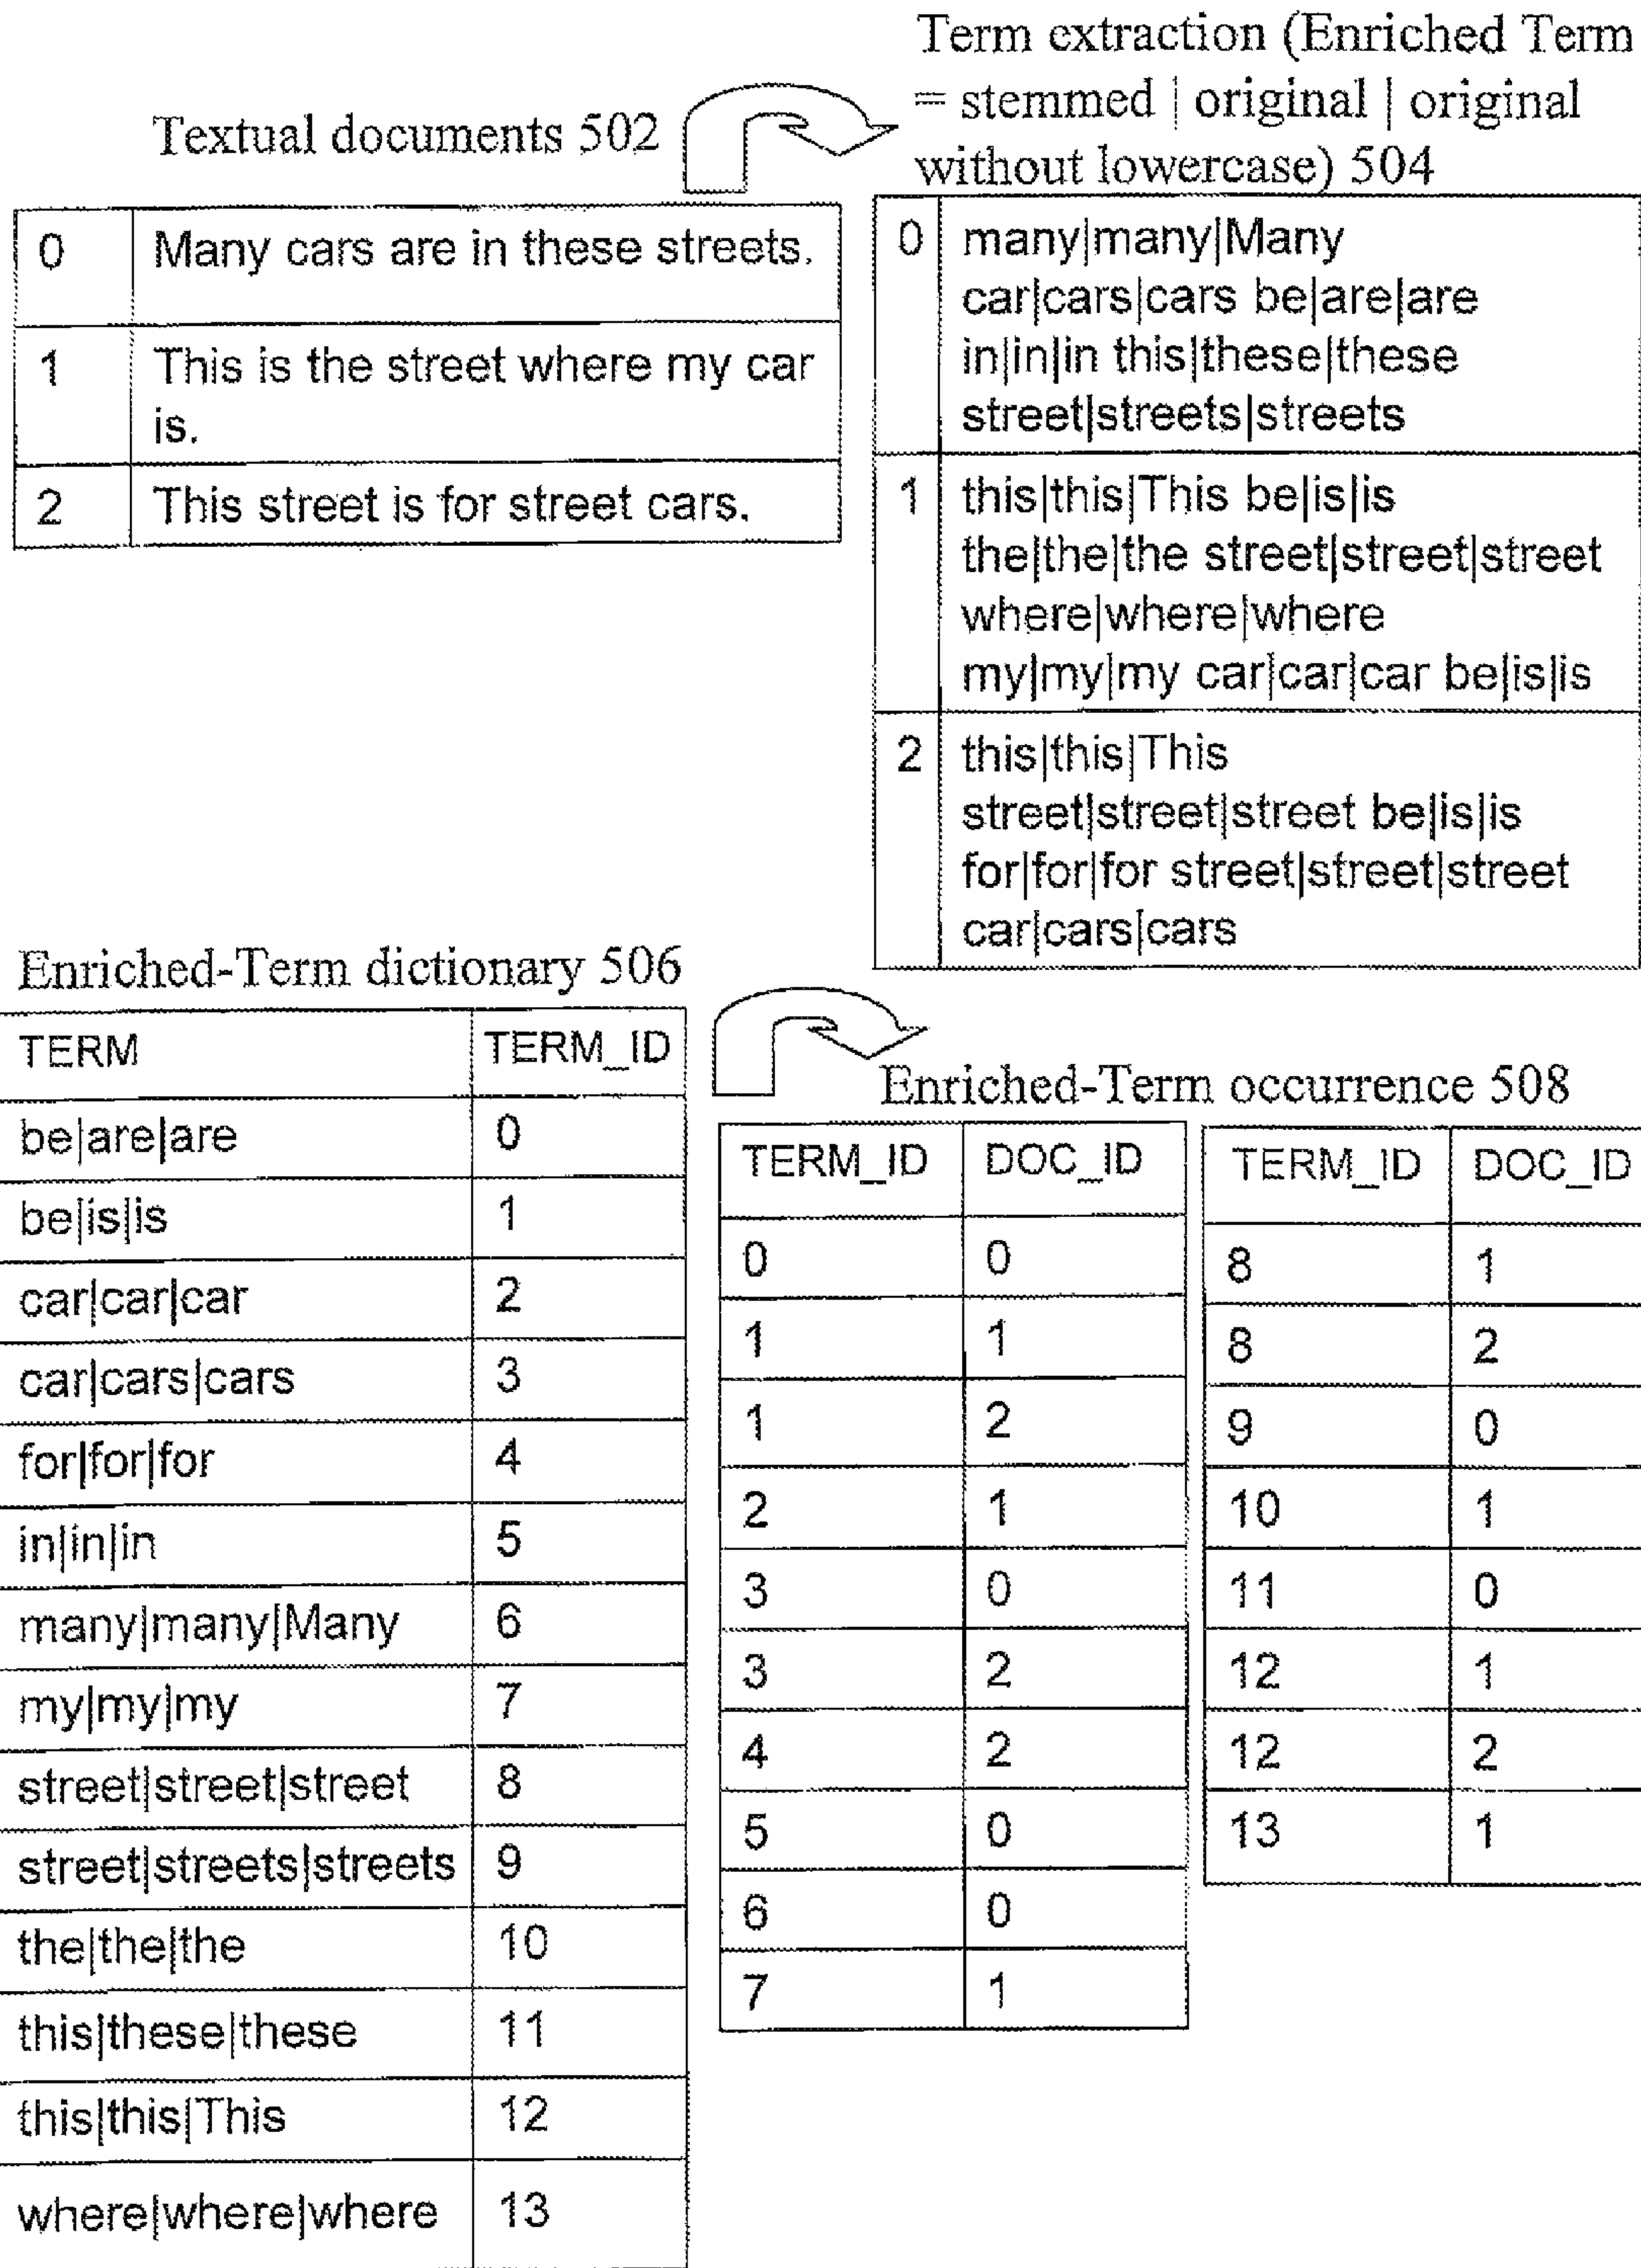 Textual documents 502
Term extraction (Enriched Term
= stemmed | original | original
without lowercase) 504
0 Many cars are in these streets.
1 This is the street where my car
is.
2 This street is for street cars.
0 many|many|Many
car|cars|cars be|are|are
in|in|in this|these|these
street|streets|streets
1 this|this|This be|is|is
the|the|the street|street|street
where|where|where
my|my|my car|car|car be|is|is
2 this|this|This
street|street|street be|is|is
for|for|for street|street|street
car|cars|cars
Enriched-Term dictionary 506
TERM TERM_ID
be|are|are 0
be|is|is 1
car|car|car 2
car|cars|cars 3
for|for|for 4
in|in|in 5
many|many|Many 6
my|my|my 7
street|street|street 8
street|streets|streets 9
the|the|the 10
this|these|these 11
this|this|This 12
where|where|where 13
Enriched-Term occurrence 508
TERM_ID DOC_ID
0 0
1 1
1 2
2 1
3 0
3 2
4 2
5 0
6 0
7 1
TERM_ID DOC_ID
8 1
8 2
9 0
10 1
11 0
12 1
12 2
13 1